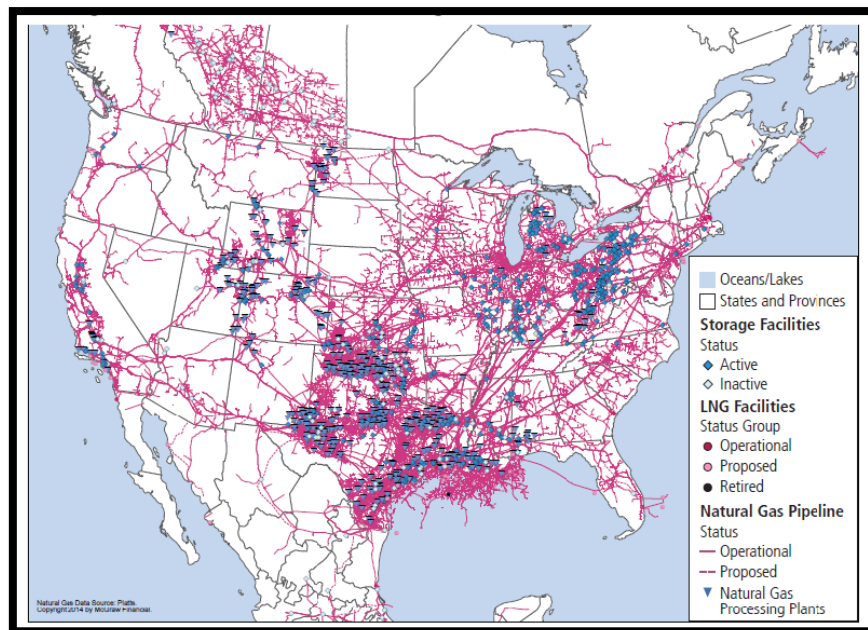 Oceans/Lakes
States and Provinces
Storage Facilities
Status
Active
Inactive
LNG Facilities
Status Group
Operational
Proposed
Retired
Natural Gas Pipeline
Status
Operational
Proposed
Natural Gas
Processing Plants
Natural Gas Data Source: Platts.
Copyright 2014 by McGraw Financial.